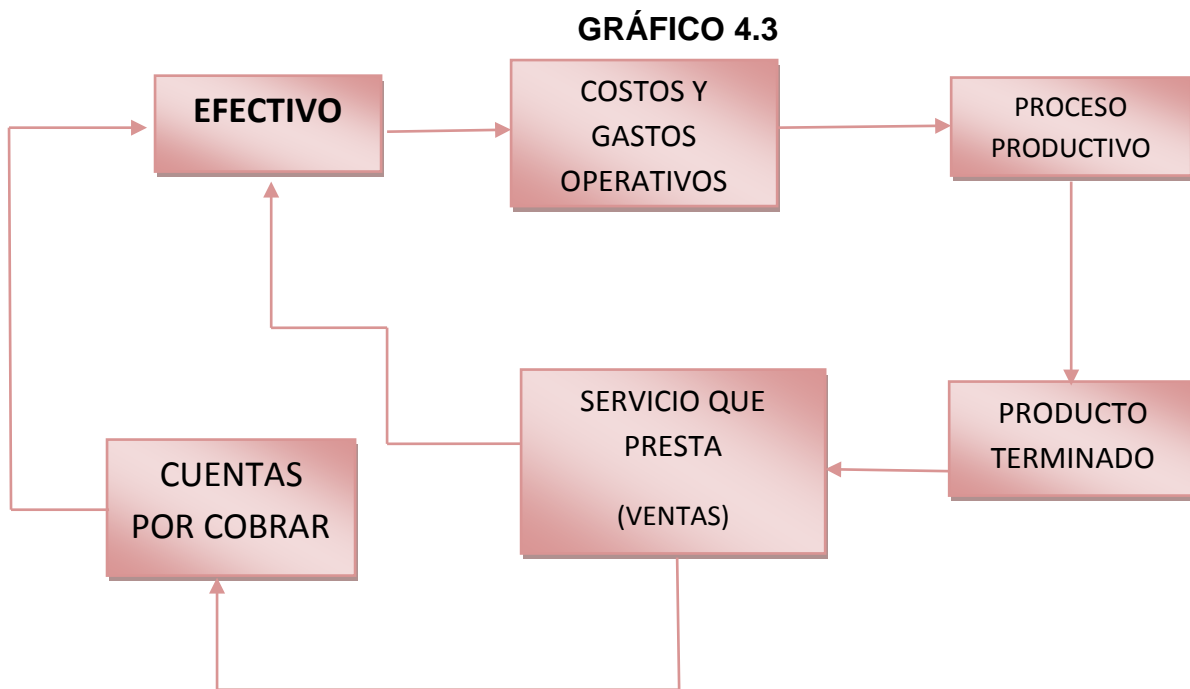 GRÁFICO 4.3
EFECTIVO
COSTOS Y
GASTOS
OPERATIVOS
PROCESO
PRODUCTIVO
PRODUCTO
TERMINADO
SERVICIO QUE
PRESTA
(VENTAS)
CUENTAS
POR COBRAR